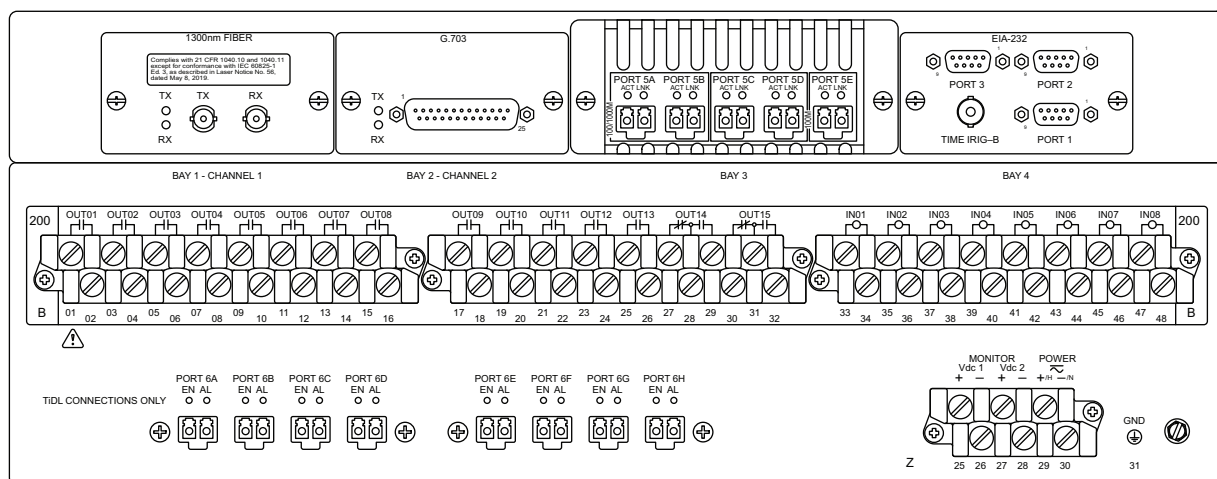 1300nm FIBER
Complies with 21 CFR 1040.10 and 1040.11
except for conformance with IEC 60825-1
Ed. 3, as described in Laser Notice No. 56,
dated May 8, 2019.
TX TX RX
RX
G.703
TX 1
25
RX
PORT 5A PORT 5B PORT 5C PORT 5D PORT 5E
ACT LNK ACT LNK ACT LNK ACT LNK ACT LNK
100/1000M 100M
EIA-232
1 1
9 9
PORT 3 PORT 2
1
9
TIME IRIG–B PORT 1
BAY 1 - CHANNEL 1 BAY 2 - CHANNEL 2 BAY 3 BAY 4
200 OUT01 OUT02 OUT03 OUT04 OUT05 OUT06 OUT07 OUT08 OUT09 OUT10 OUT11 OUT12 OUT13 OUT14 OUT15 IN01 IN02 IN03 IN04 IN05 IN06 IN07 IN08 200
B 01 02 03 04 05 06 07 08 09 10 11 12 13 14 15 16 17 18 19 20 21 22 23 24 25 26 27 28 29 30 31 32 33 34 35 36 37 38 39 40 41 42 43 44 45 46 47 48 B
PORT 6A PORT 6B PORT 6C PORT 6D PORT 6E PORT 6F PORT 6G PORT 6H
EN AL EN AL EN AL EN AL EN AL EN AL EN AL EN AL
TiDL CONNECTIONS ONLY
MONITOR POWER
Vdc 1 Vdc 2
+ − + − +/H −/N
GND
Z 25 26 27 28 29 30 31